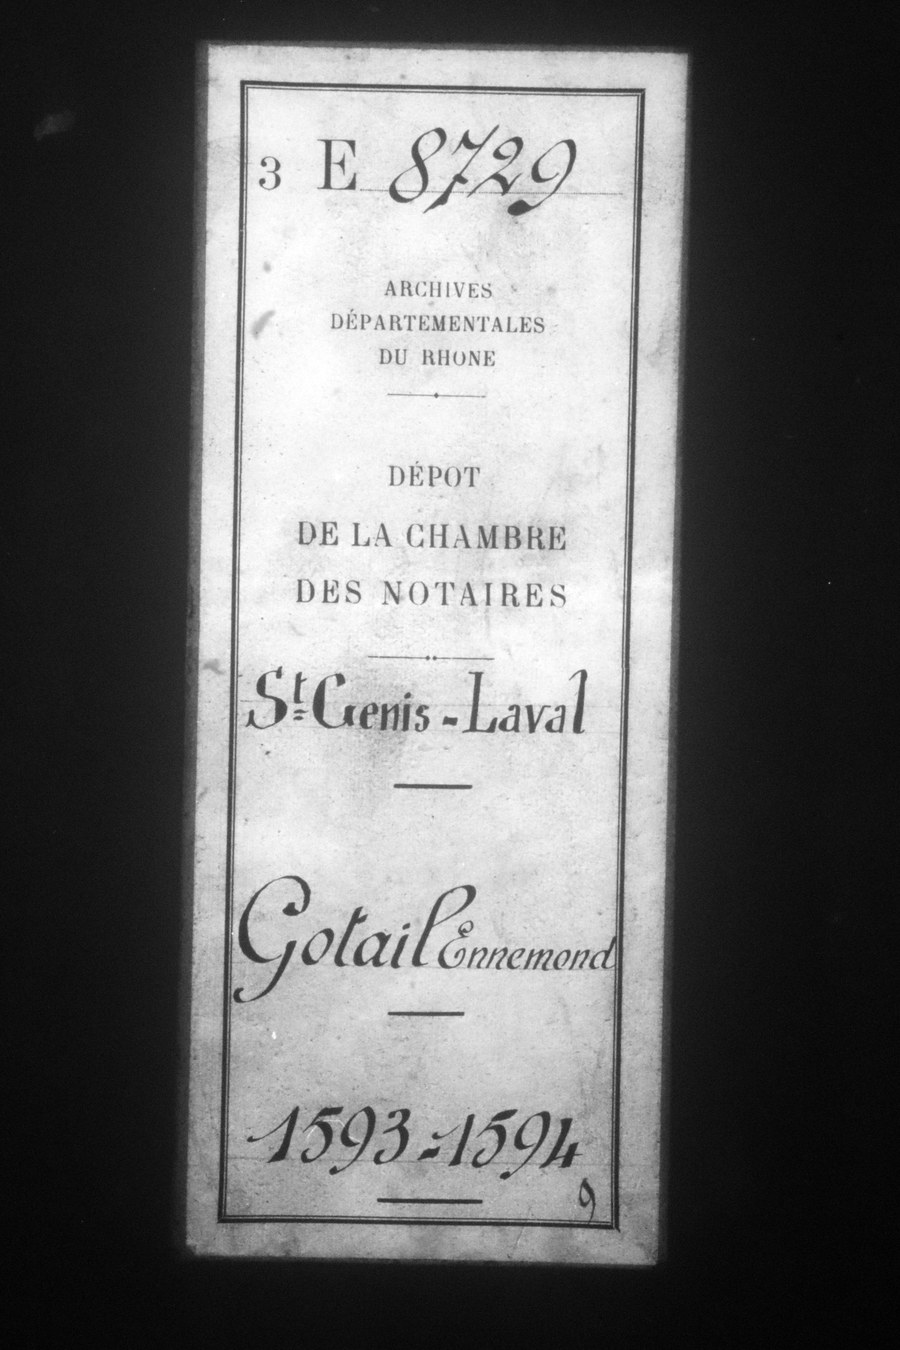 3 E 8729
ARCHIVES
DÉPARTEMENTALES
DU RHONE
DÉPOT
DE LA CHAMBRE
DES NOTAIRES
St Genis-Laval
Gotail Ennemond
1593-1594
9